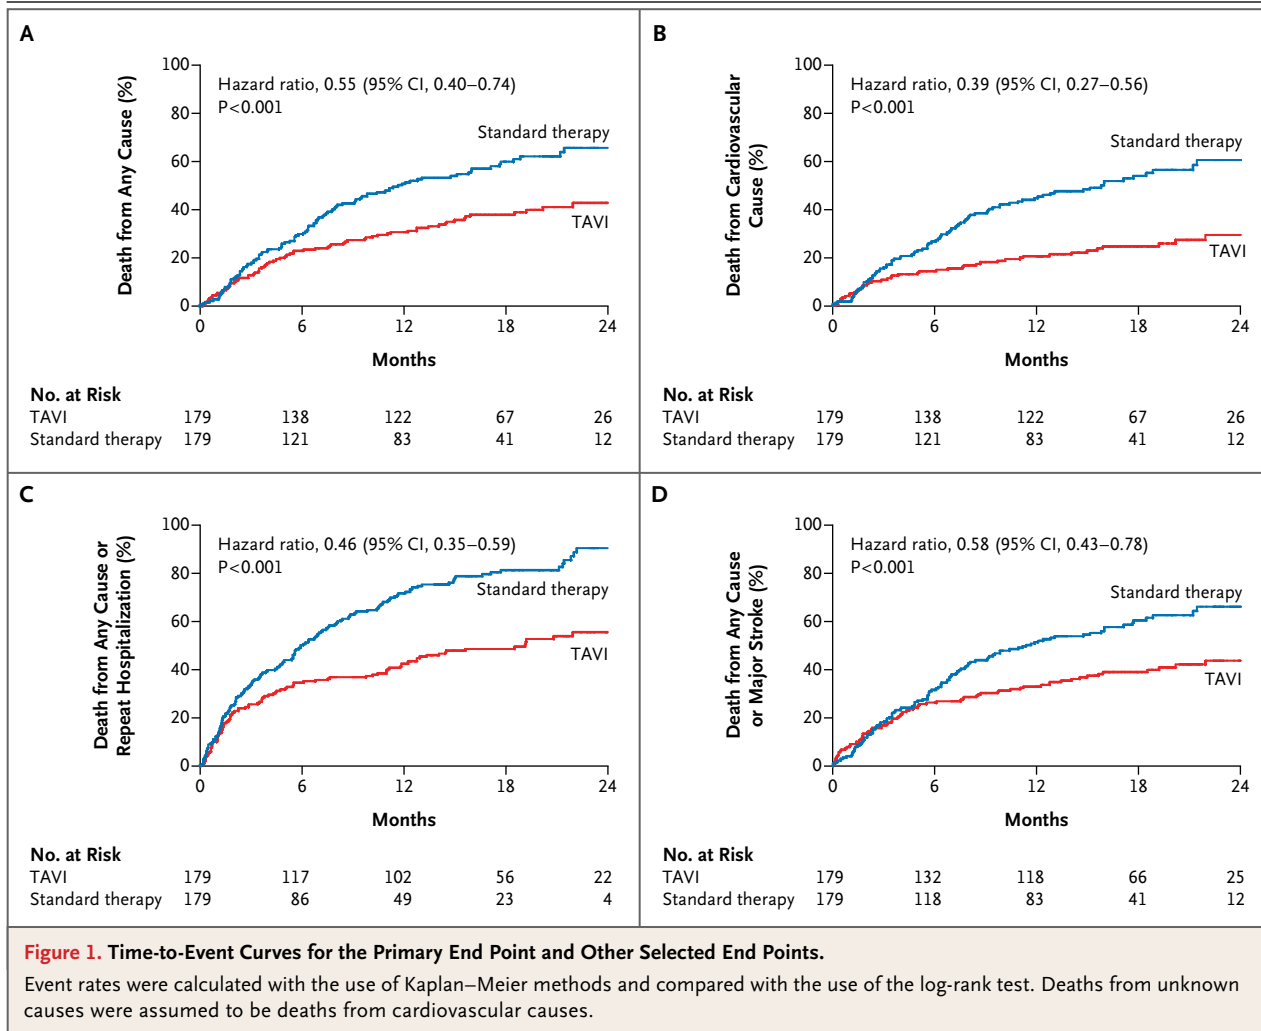 A
Death from Any Cause (%)
100
80
60
40
20
0
Hazard ratio, 0.55 (95% CI, 0.40–0.74)
P<0.001
Standard therapy
TAVI
0 6 12 18 24
Months
No. at Risk
TAVI 179 138 122 67 26
Standard therapy 179 121 83 41 12
B
Death from Cardiovascular
Cause (%)
100
80
60
40
20
0
Hazard ratio, 0.39 (95% CI, 0.27–0.56)
P<0.001
Standard therapy
TAVI
0 6 12 18 24
Months
No. at Risk
TAVI 179 138 122 67 26
Standard therapy 179 121 83 41 12
C
Death from Any Cause or
Repeat Hospitalization (%)
100
80
60
40
20
0
Hazard ratio, 0.46 (95% CI, 0.35–0.59)
P<0.001
Standard therapy
TAVI
0 6 12 18 24
Months
No. at Risk
TAVI 179 117 102 56 22
Standard therapy 179 86 49 23 4
D
Death from Any Cause
or Major Stroke (%)
100
80
60
40
20
0
Hazard ratio, 0.58 (95% CI, 0.43–0.78)
P<0.001
Standard therapy
TAVI
0 6 12 18 24
Months
No. at Risk
TAVI 179 132 118 66 25
Standard therapy 179 118 83 41 12
Figure 1. Time-to-Event Curves for the Primary End Point and Other Selected End Points.
Event rates were calculated with the use of Kaplan–Meier methods and compared with the use of the log-rank test. Deaths from unknown
causes were assumed to be deaths from cardiovascular causes.